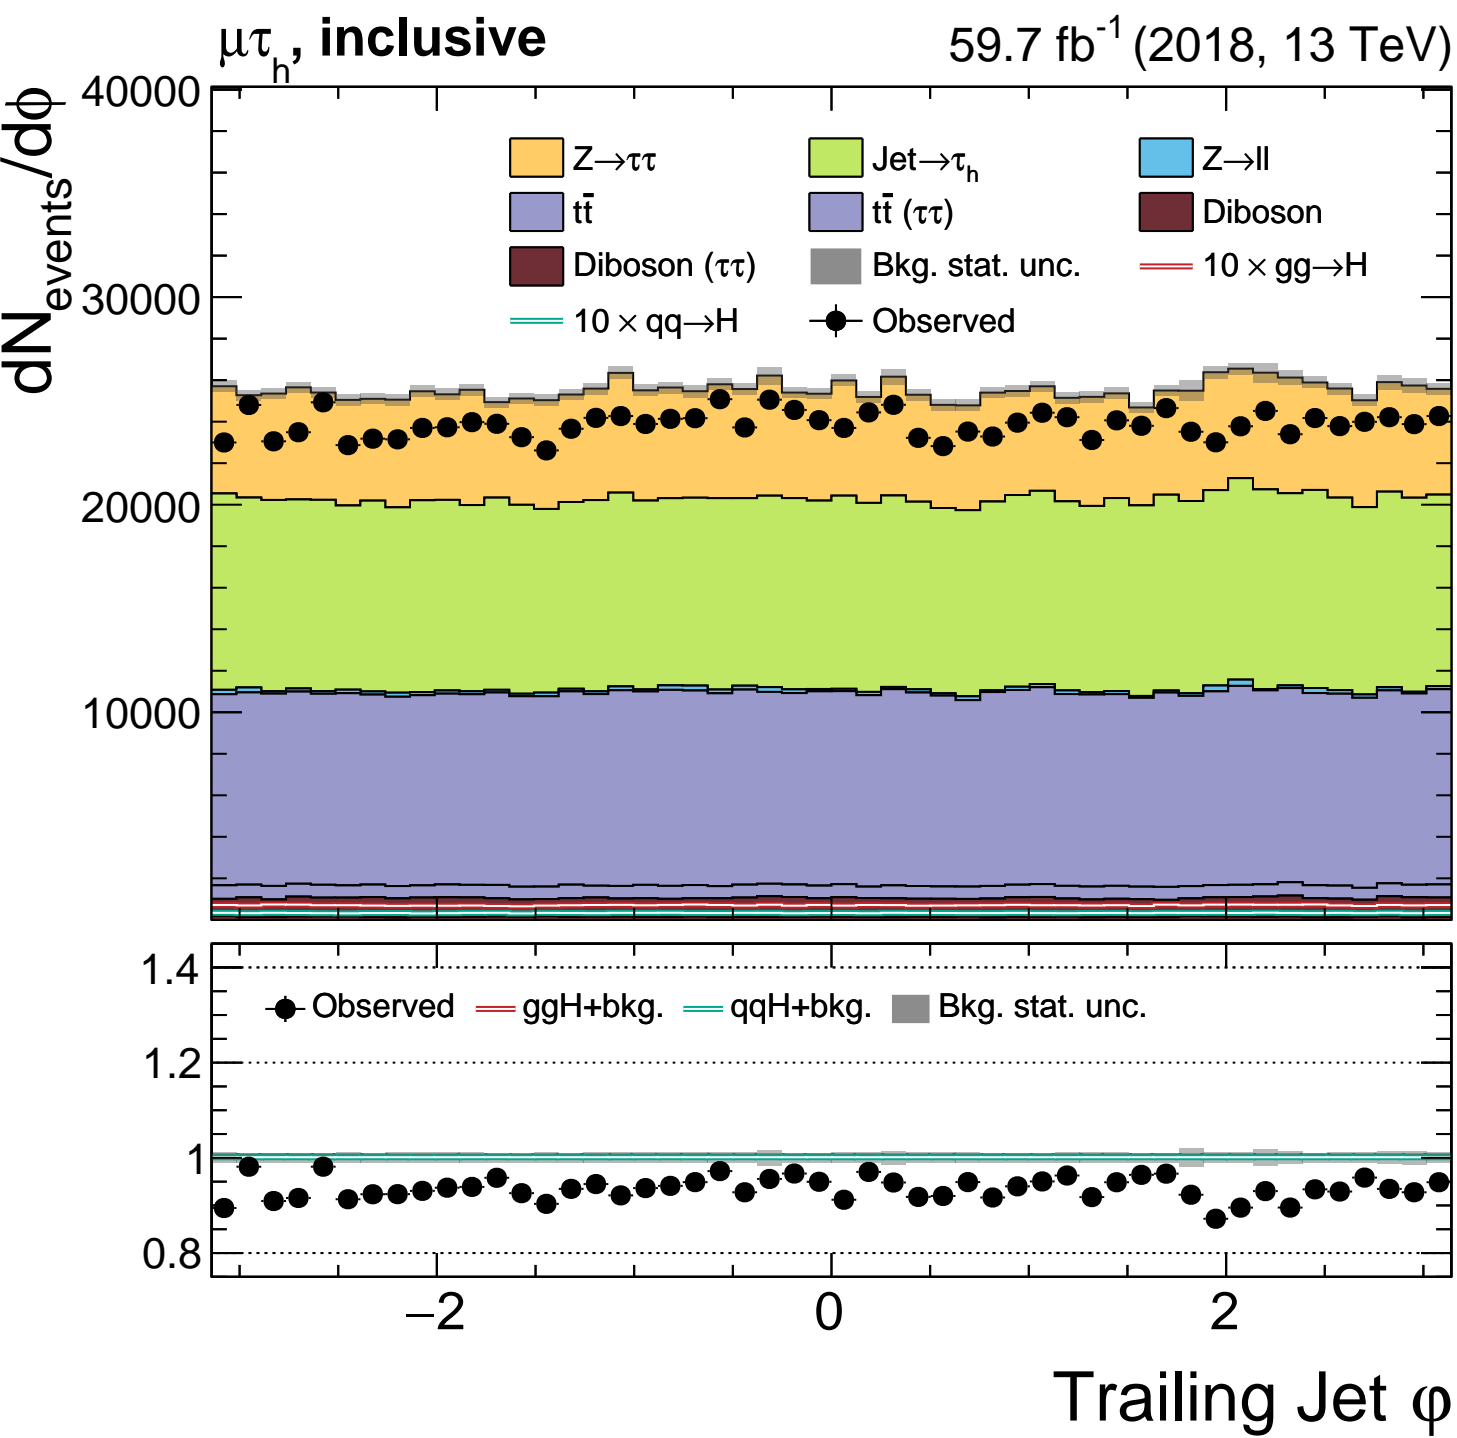 μτh, inclusive
59.7 fb-1 (2018, 13 TeV)
dNevents/dϕ
40000
30000
20000
10000
Z→ττ Jet→τh Z→ll
tt̄ tt̄ (ττ) Diboson
Diboson (ττ) Bkg. stat. unc. 10 × gg→H
10 × qq→H Observed
1.4
1.2
1
0.8
Observed ggH+bkg. qqH+bkg. Bkg. stat. unc.
−2 0 2
Trailing Jet φ